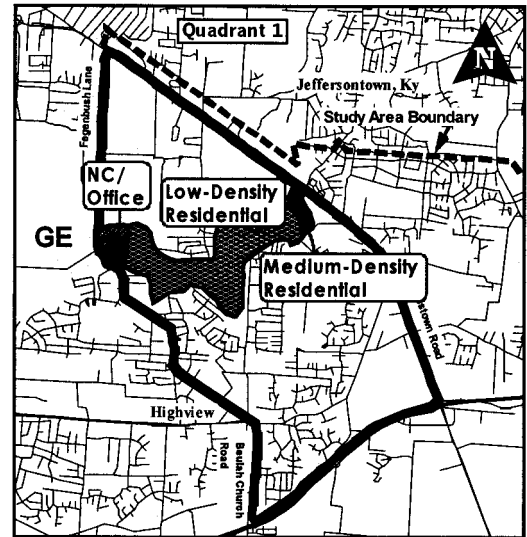 Quadrant 1
N
Jeffersontown, Ky
Study Area Boundary
Fegenbush Lane
NC/
Office
Low-Density
Residential
GE
Medium-Density
Residential
Road
Highview
Beulah Church
Road